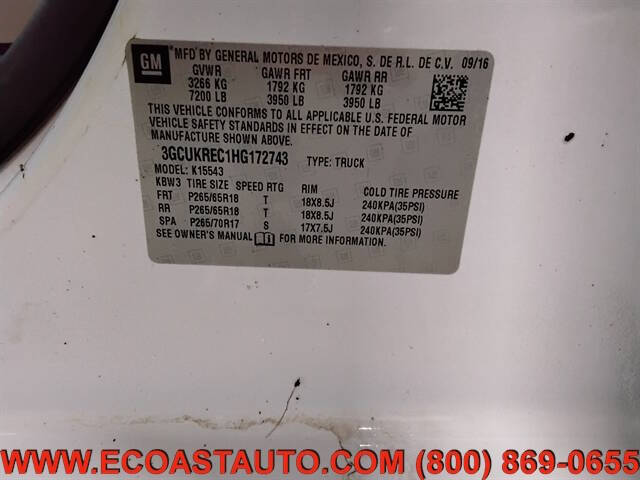 GM MFD BY GENERAL MOTORS DE MEXICO, S. DE R.L. DE C.V. 09/16
GVWR GAWR FRT GAWR RR
3266 KG 1792 KG 1792 KG
7200 LB 3950 LB 3950 LB
THIS VEHICLE CONFORMS TO ALL APPLICABLE U.S. FEDERAL MOTOR
VEHICLE SAFETY STANDARDS IN EFFECT ON THE DATE OF
MANUFACTURE SHOWN ABOVE.
3GCUKREC1HG172743 TYPE: TRUCK
MODEL: K15543
KBW3 TIRE SIZE SPEED RTG RIM COLD TIRE PRESSURE
FRT P265/65R18 T 18X8.5J 240KPA(35PSI)
RR P265/65R18 T 18X8.5J 240KPA(35PSI)
SPA P265/70R17 S 17X7.5J 240KPA(35PSI)
SEE OWNER'S MANUAL FOR MORE INFORMATION.
WWW.ECOASTAUTO.COM (800) 869-0655